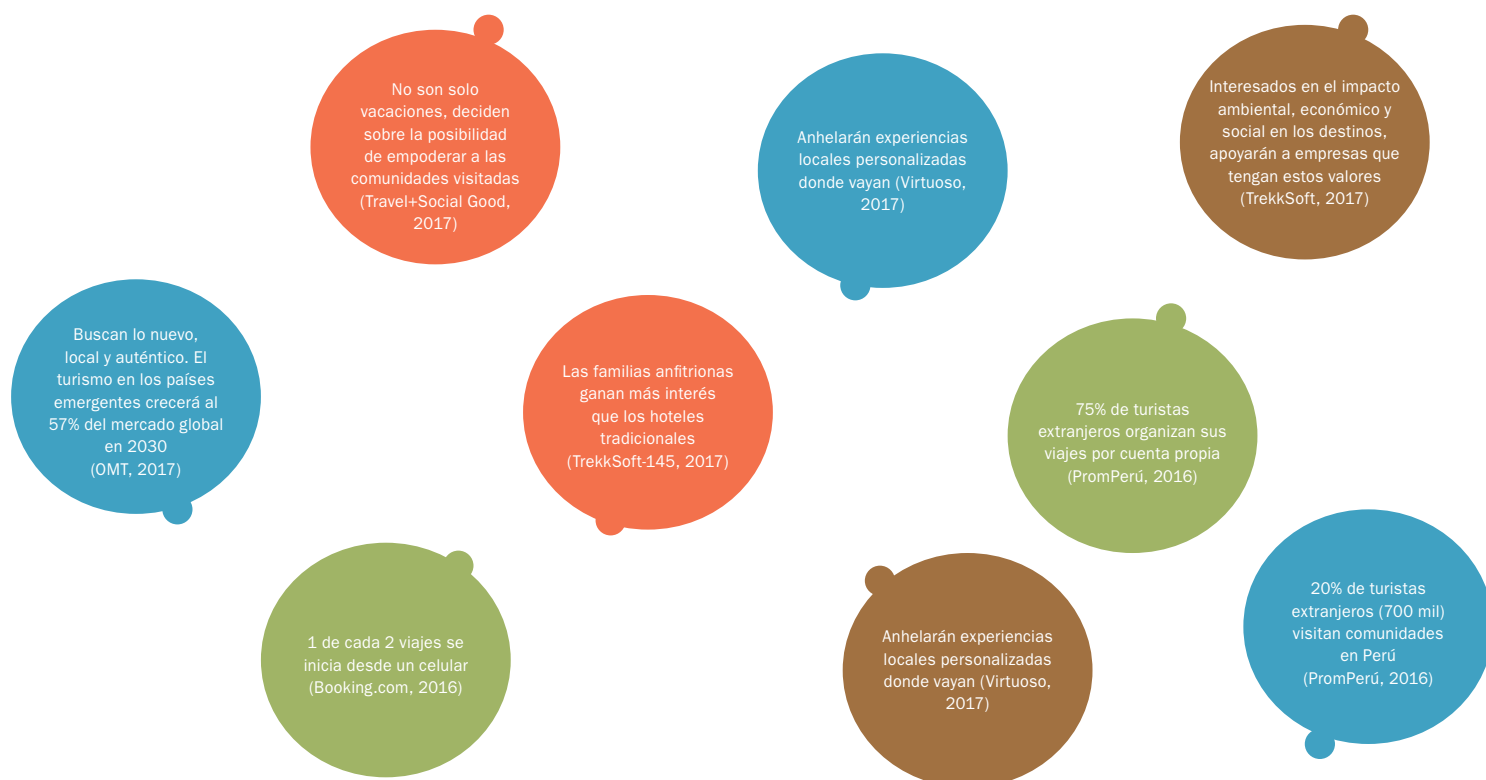 No son solo
vacaciones, deciden
sobre la posibilidad
de empoderar a las
comunidades visitadas
(Travel+Social Good,
2017)
Anhelarán experiencias
locales personalizadas
donde vayan (Virtuoso,
2017)
Interesados en el impacto
ambiental, económico y
social en los destinos,
apoyarán a empresas que
tengan estos valores
(TrekkSoft, 2017)
Buscan lo nuevo,
local y auténtico. El
turismo en los países
emergentes crecerá al
57% del mercado global
en 2030
(OMT, 2017)
Las familias anfitrionas
ganan más interés
que los hoteles
tradicionales
(TrekkSoft-145, 2017)
75% de turistas
extranjeros organizan sus
viajes por cuenta propia
(PromPerú, 2016)
1 de cada 2 viajes se
inicia desde un celular
(Booking.com, 2016)
Anhelarán experiencias
locales personalizadas
donde vayan (Virtuoso,
2017)
20% de turistas
extranjeros (700 mil)
visitan comunidades
en Perú
(PromPerú, 2016)